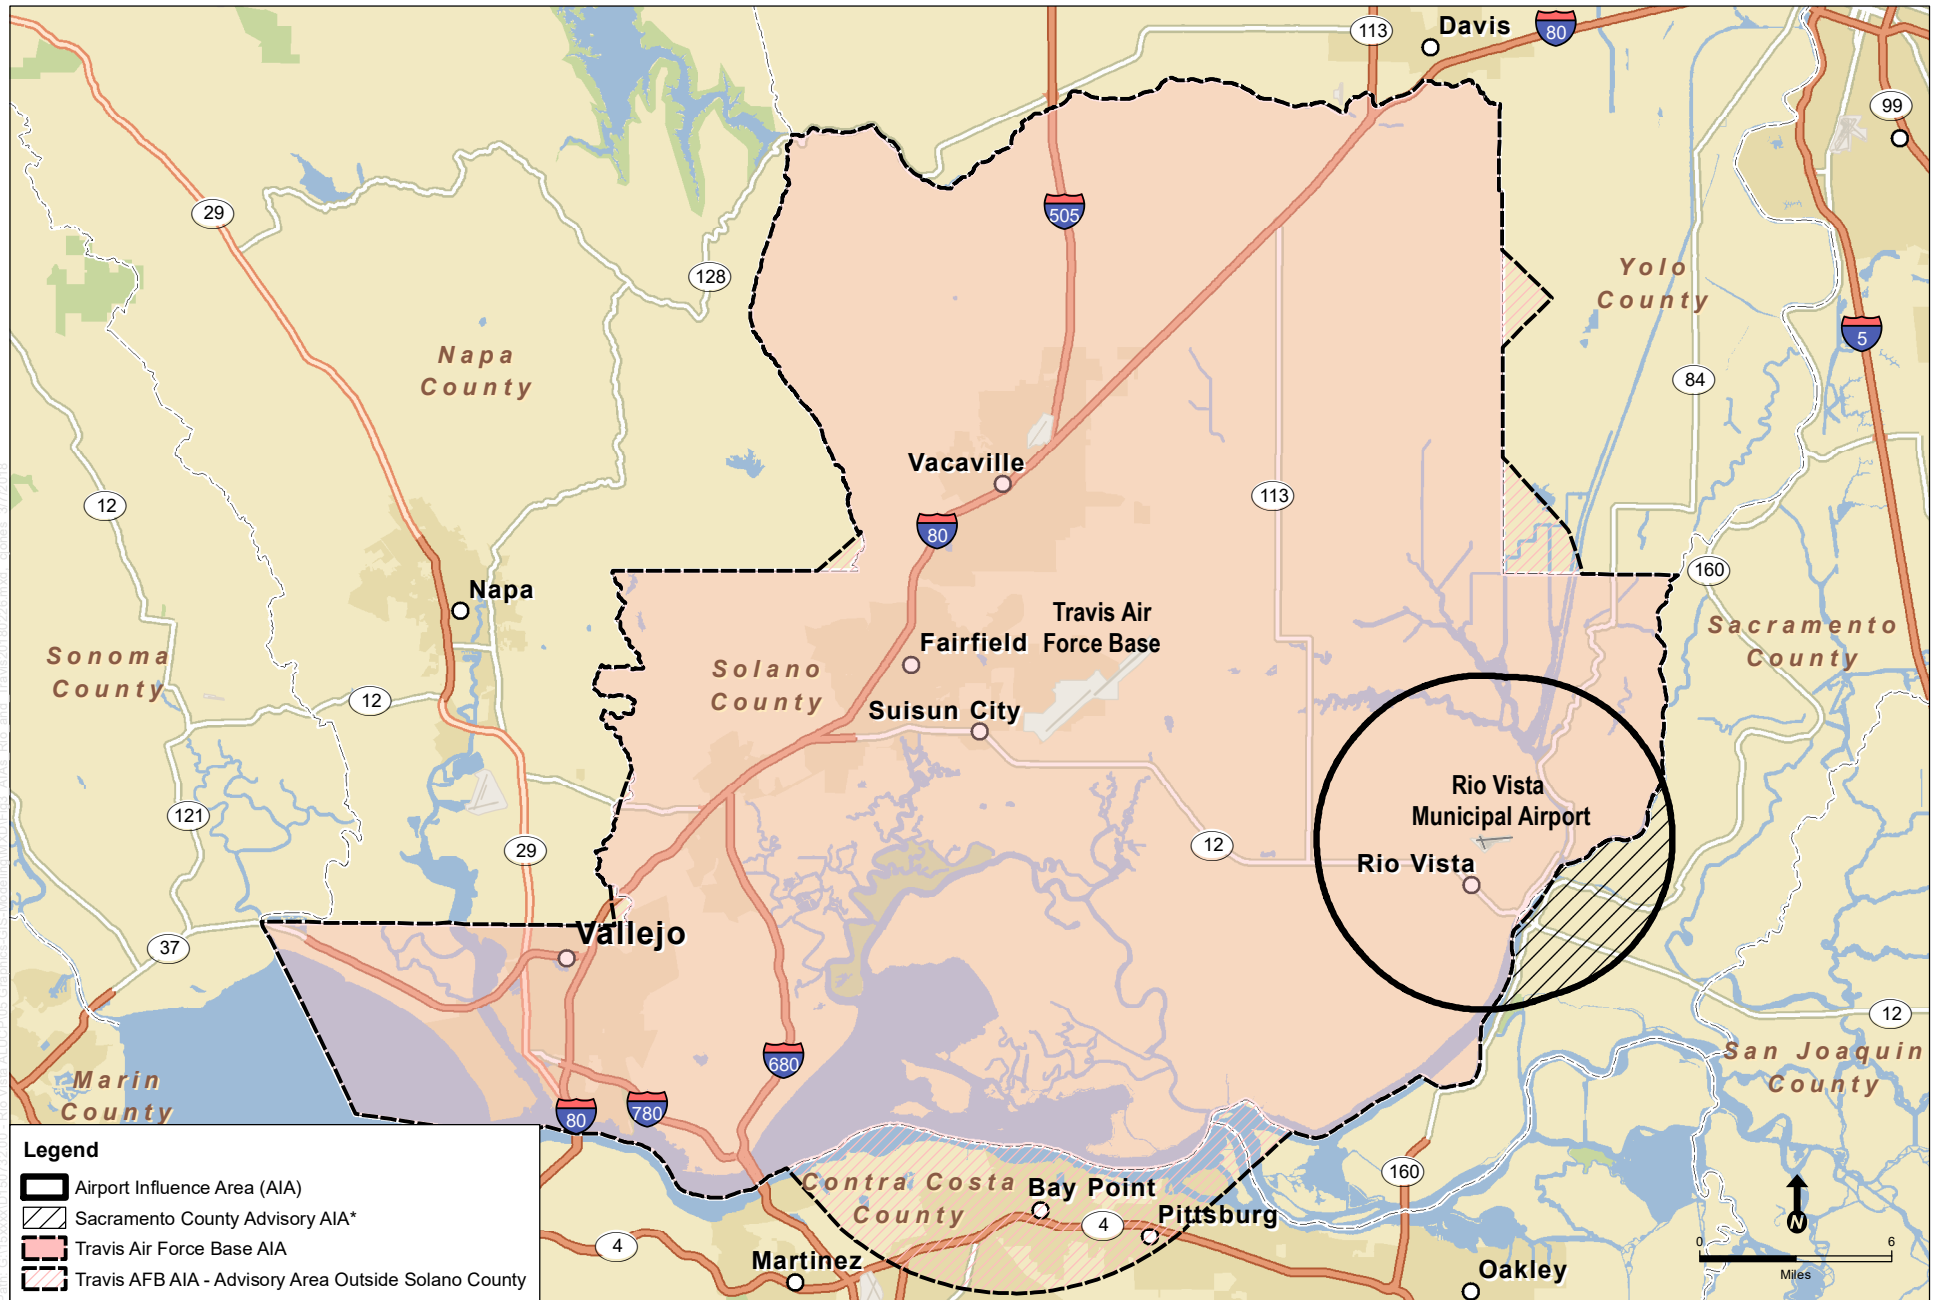 113
Davis
80
99
29
505
128
Yolo
County
5
Napa
County
84
Vacaville
12
113
80
160
Napa
Travis Air
Force Base
Fairfield
Sacramento
County
Sonoma
County
Solano
County
12
Suisun City
Rio Vista
Municipal Airport
121
29
12
Rio Vista
Vallejo
37
12
680
San Joaquin
County
Marin
County
80
780
Legend
Airport Influence Area (AIA)
Sacramento County Advisory AIA*
Travis Air Force Base AIA
Travis AFB AIA - Advisory Area Outside Solano County
Contra Costa
County
Bay Point
160
4
Pittsburg
4
Martinez
Oakley
N
0
6
Miles